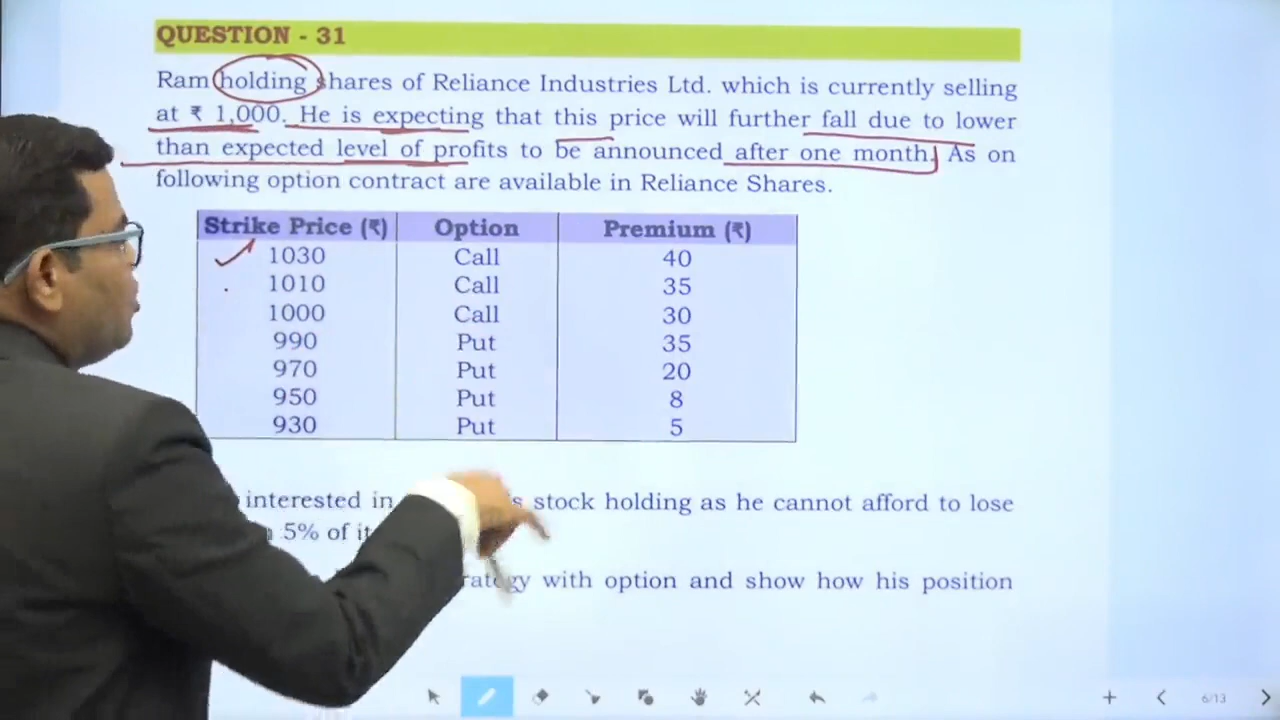 QUESTION - 31
Ram holding shares of Reliance Industries Ltd. which is currently selling
at ₹ 1,000. He is expecting that this price will further fall due to lower
than expected level of profits to be announced after one month. As on
following option contract are available in Reliance Shares.
Strike Price (₹) Option Premium (₹)
1030 Call 40
1010 Call 35
1000 Call 30
990 Put 35
970 Put 20
950 Put 8
930 Put 5
interested in stock holding as he cannot afford to lose
5% of
with option and show how his position
6/13